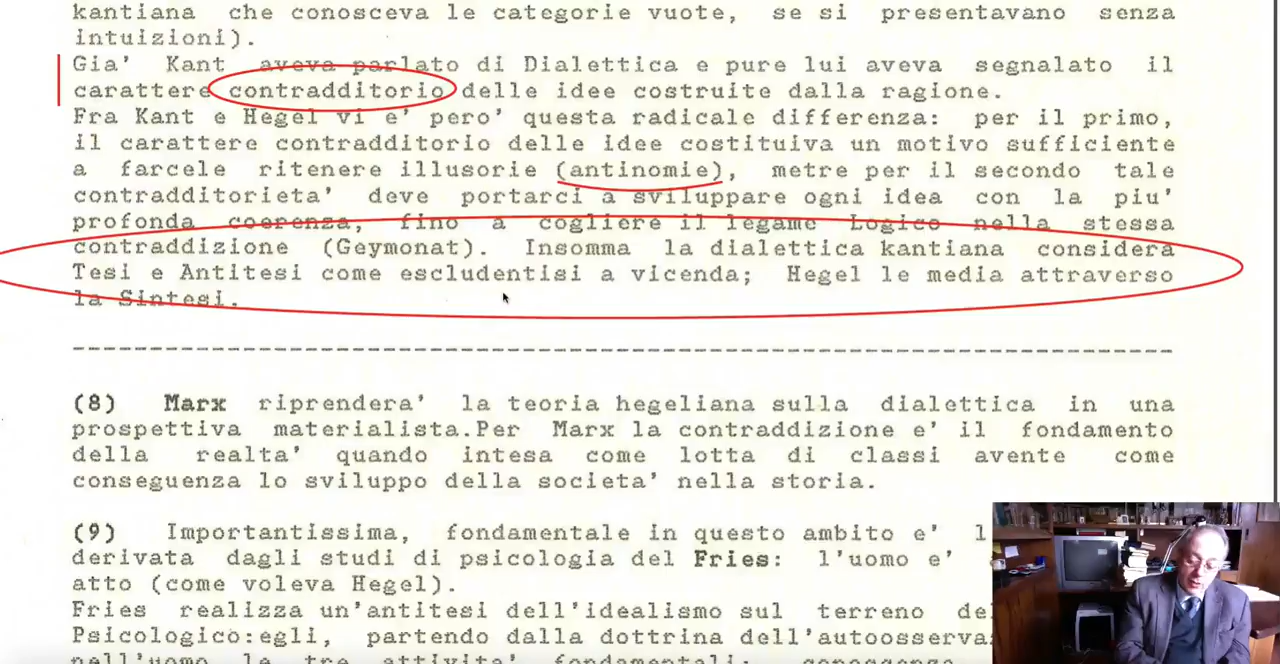 kantiana che conosceva le categorie vuote, se si presentavano senza
intuizioni).
Gia' Kant aveva parlato di Dialettica e pure lui aveva segnalato il
carattere contradditorio delle idee costruite dalla ragione.
Fra Kant e Hegel vi e' pero' questa radicale differenza: per il primo,
il carattere contradditorio delle idee costituiva un motivo sufficiente
a farcele ritenere illusorie (antinomie), metre per il secondo tale
contradditorieta' deve portarci a sviluppare ogni idea con la piu'
profonda coerenza, fino a cogliere il legame Logico nella stessa
contraddizione (Geymonat). Insomma la dialettica kantiana considera
Tesi e Antitesi come escludentisi a vicenda; Hegel le media attraverso
la Sintesi.
(8) Marx riprendera' la teoria hegeliana sulla dialettica in una
prospettiva materialista.Per Marx la contraddizione e' il fondamento
della realta' quando intesa come lotta di classi avente come
conseguenza lo sviluppo della societa' nella storia.
(9) Importantissima, fondamentale in questo ambito e' l
derivata dagli studi di psicologia del Fries: l'uomo e'
atto (come voleva Hegel).
Fries realizza un'antitesi dell'idealismo sul terreno de
Psicologico:egli, partendo dalla dottrina dell'autoosserva
nell'uomo le tre attivita' fondamentali: